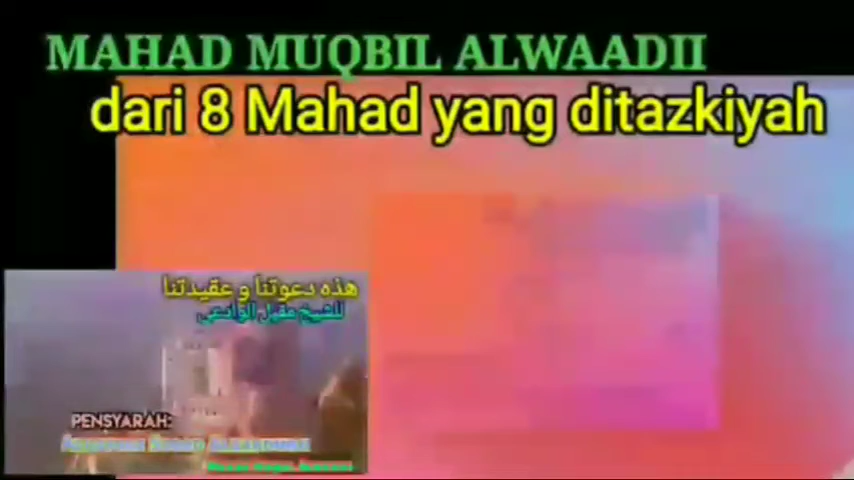 MAHAD MUQBIL ALWAADII
dari 8 Mahad yang ditazkiyah
هذه دعوتنا و عقيدتنا
للشيخ مقبل الوادعي
PENSYARAH: